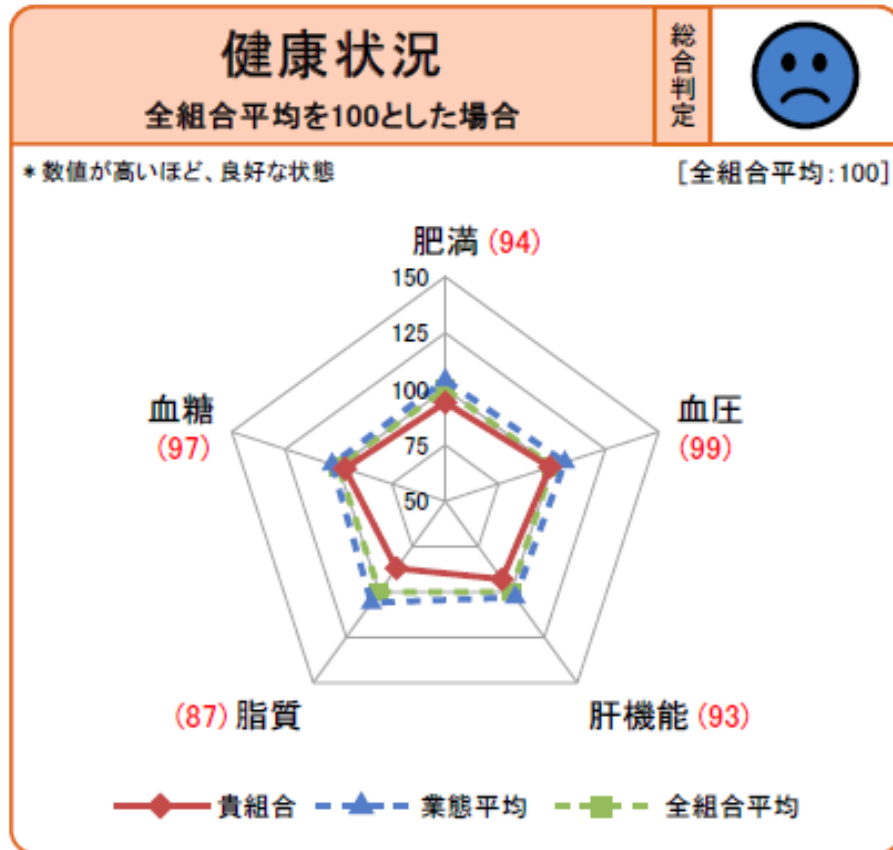 健康状況
全組合平均を100とした場合
総合判定
*数値が高いほど、良好な状態
[全組合平均:100]
肥満(94)
150
125
100
75
50
血圧
(99)
肝機能(93)
(87)脂質
血糖
(97)
貴組合
業態平均
全組合平均